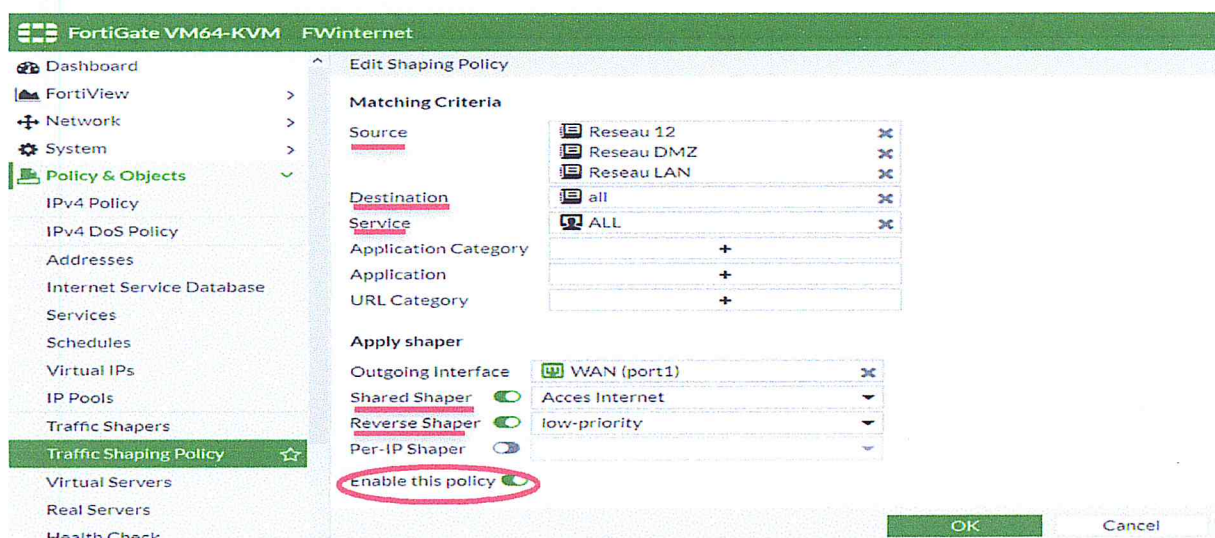 FortiGate VM64-KVM FWinternet
Dashboard
FortiView
Network
System
Policy & Objects
IPv4 Policy
IPv4 DoS Policy
Addresses
Internet Service Database
Services
Schedules
Virtual IPs
IP Pools
Traffic Shapers
Traffic Shaping Policy
Virtual Servers
Real Servers
Health Check
Edit Shaping Policy
Matching Criteria
Source Reseau 12
Reseau DMZ
Reseau LAN
Destination all
Service ALL
Application Category +
Application +
URL Category +
Apply shaper
Outgoing Interface WAN (port1)
Shared Shaper Acces Internet
Reverse Shaper low-priority
Per-IP Shaper
Enable this policy
OK Cancel